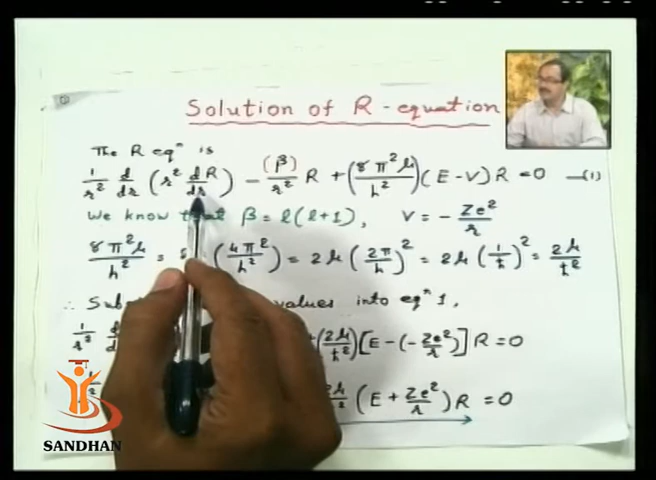 Solution of R-equation
The R eqⁿ is
1/r² d/dr (r² dR/dr) - (β)/r² R + (8π²μ/h²)(E-V)R = 0 —(1)
We know that β = l(l+1), V = - Ze²/r
8π²μ/h² = (4π²/h²) = 2μ (2π/h)² = 2μ (1/ħ)² = 2μ/ħ²
∴ values into eqⁿ 1,
1/r² (2μ/ħ²)[E-(-Ze²/r)]R = 0
(E + Ze²/r)R = 0
SANDHAN